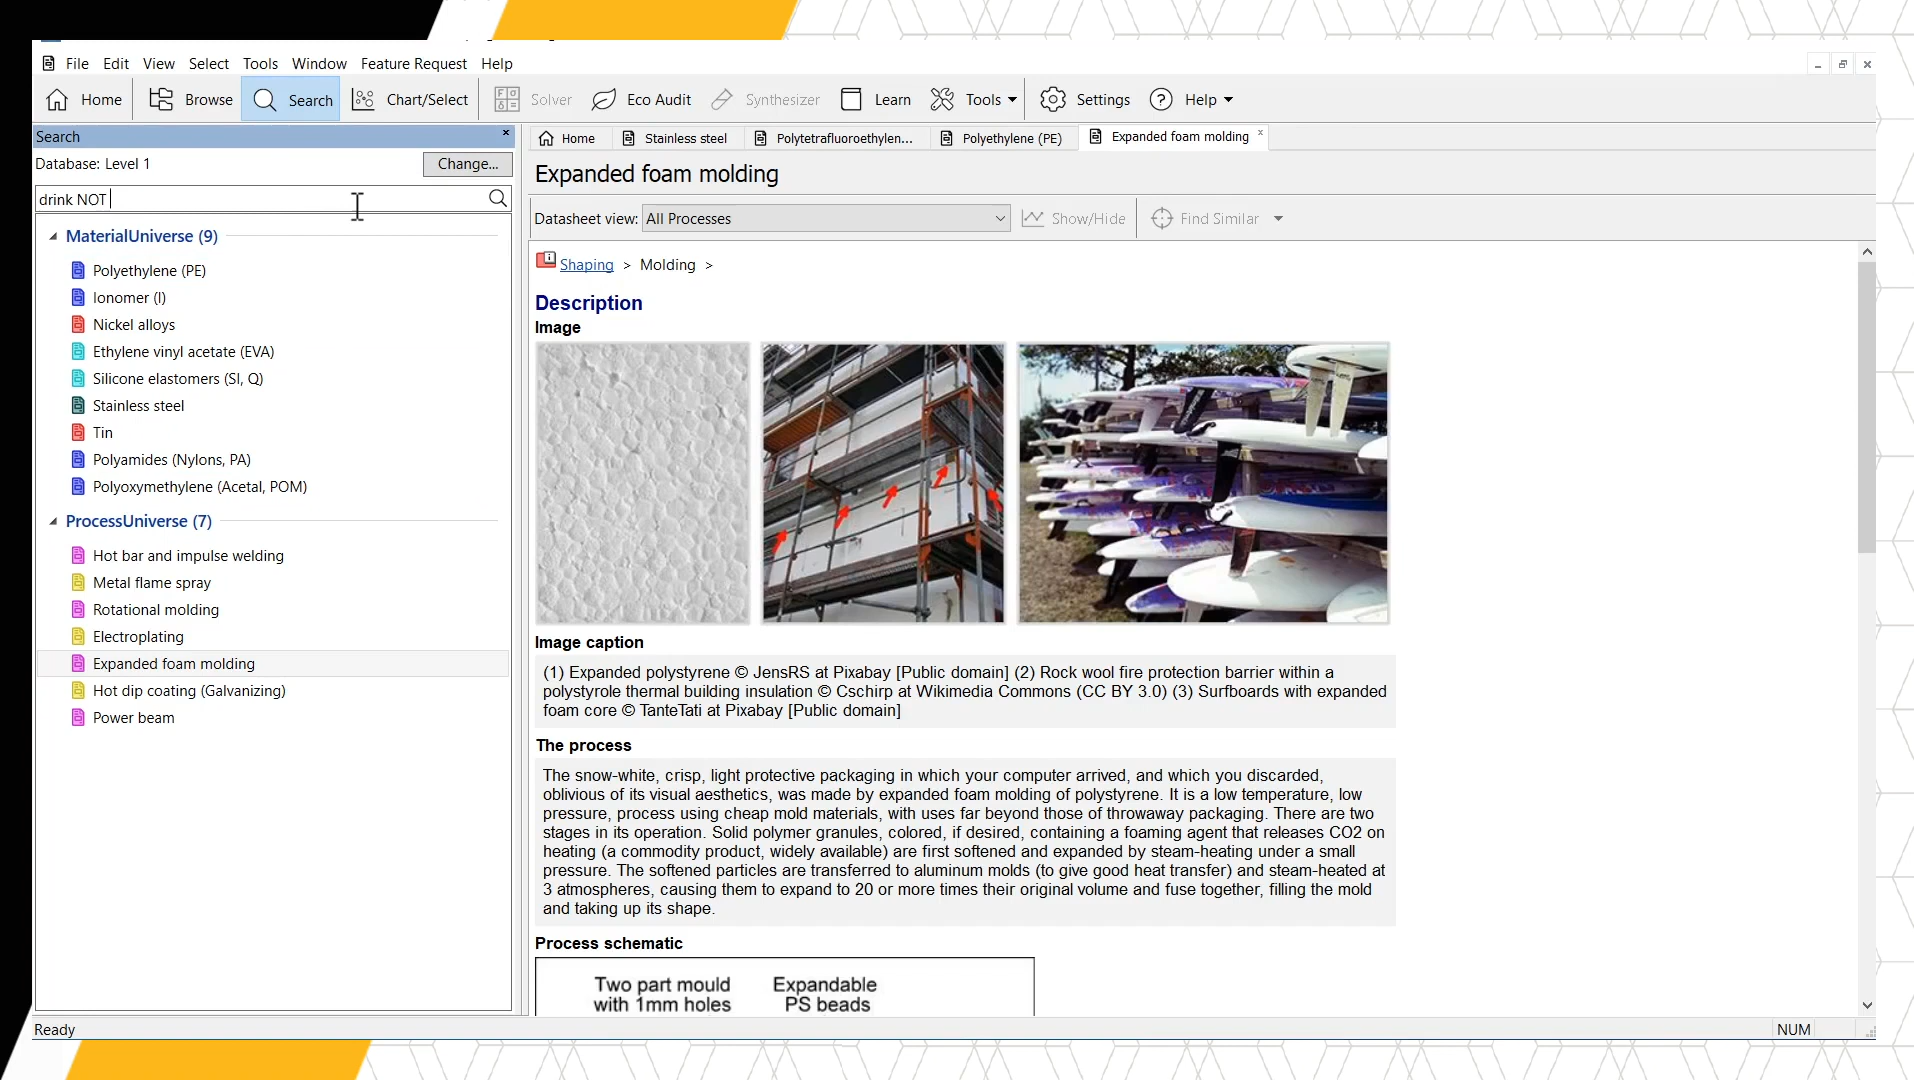 File Edit View Select Tools Window Feature Request Help
Home Browse Search Chart/Select Solver Eco Audit Synthesizer Learn Tools Settings Help
Search
Database: Level 1
Change...
drink NOT
MaterialUniverse (9)
Polyethylene (PE)
Ionomer (I)
Nickel alloys
Ethylene vinyl acetate (EVA)
Silicone elastomers (SI, Q)
Stainless steel
Tin
Polyamides (Nylons, PA)
Polyoxymethylene (Acetal, POM)
ProcessUniverse (7)
Hot bar and impulse welding
Metal flame spray
Rotational molding
Electroplating
Expanded foam molding
Hot dip coating (Galvanizing)
Power beam
Home Stainless steel Polytetrafluoroethylen... Polyethylene (PE) Expanded foam molding
Expanded foam molding
Datasheet view: All Processes Show/Hide Find Similar
Shaping > Molding >
Description
Image
Image caption
(1) Expanded polystyrene © JensRS at Pixabay [Public domain] (2) Rock wool fire protection barrier within a
polystyrole thermal building insulation © Cschirp at Wikimedia Commons (CC BY 3.0) (3) Surfboards with expanded
foam core © TanteTati at Pixabay [Public domain]
The process
The snow-white, crisp, light protective packaging in which your computer arrived, and which you discarded,
oblivious of its visual aesthetics, was made by expanded foam molding of polystyrene. It is a low temperature, low
pressure, process using cheap mold materials, with uses far beyond those of throwaway packaging. There are two
stages in its operation. Solid polymer granules, colored, if desired, containing a foaming agent that releases CO2 on
heating (a commodity product, widely available) are first softened and expanded by steam-heating under a small
pressure. The softened particles are transferred to aluminum molds (to give good heat transfer) and steam-heated at
3 atmospheres, causing them to expand to 20 or more times their original volume and fuse together, filling the mold
and taking up its shape.
Process schematic
Two part mould
with 1mm holes
Expandable
PS beads
Ready
NUM